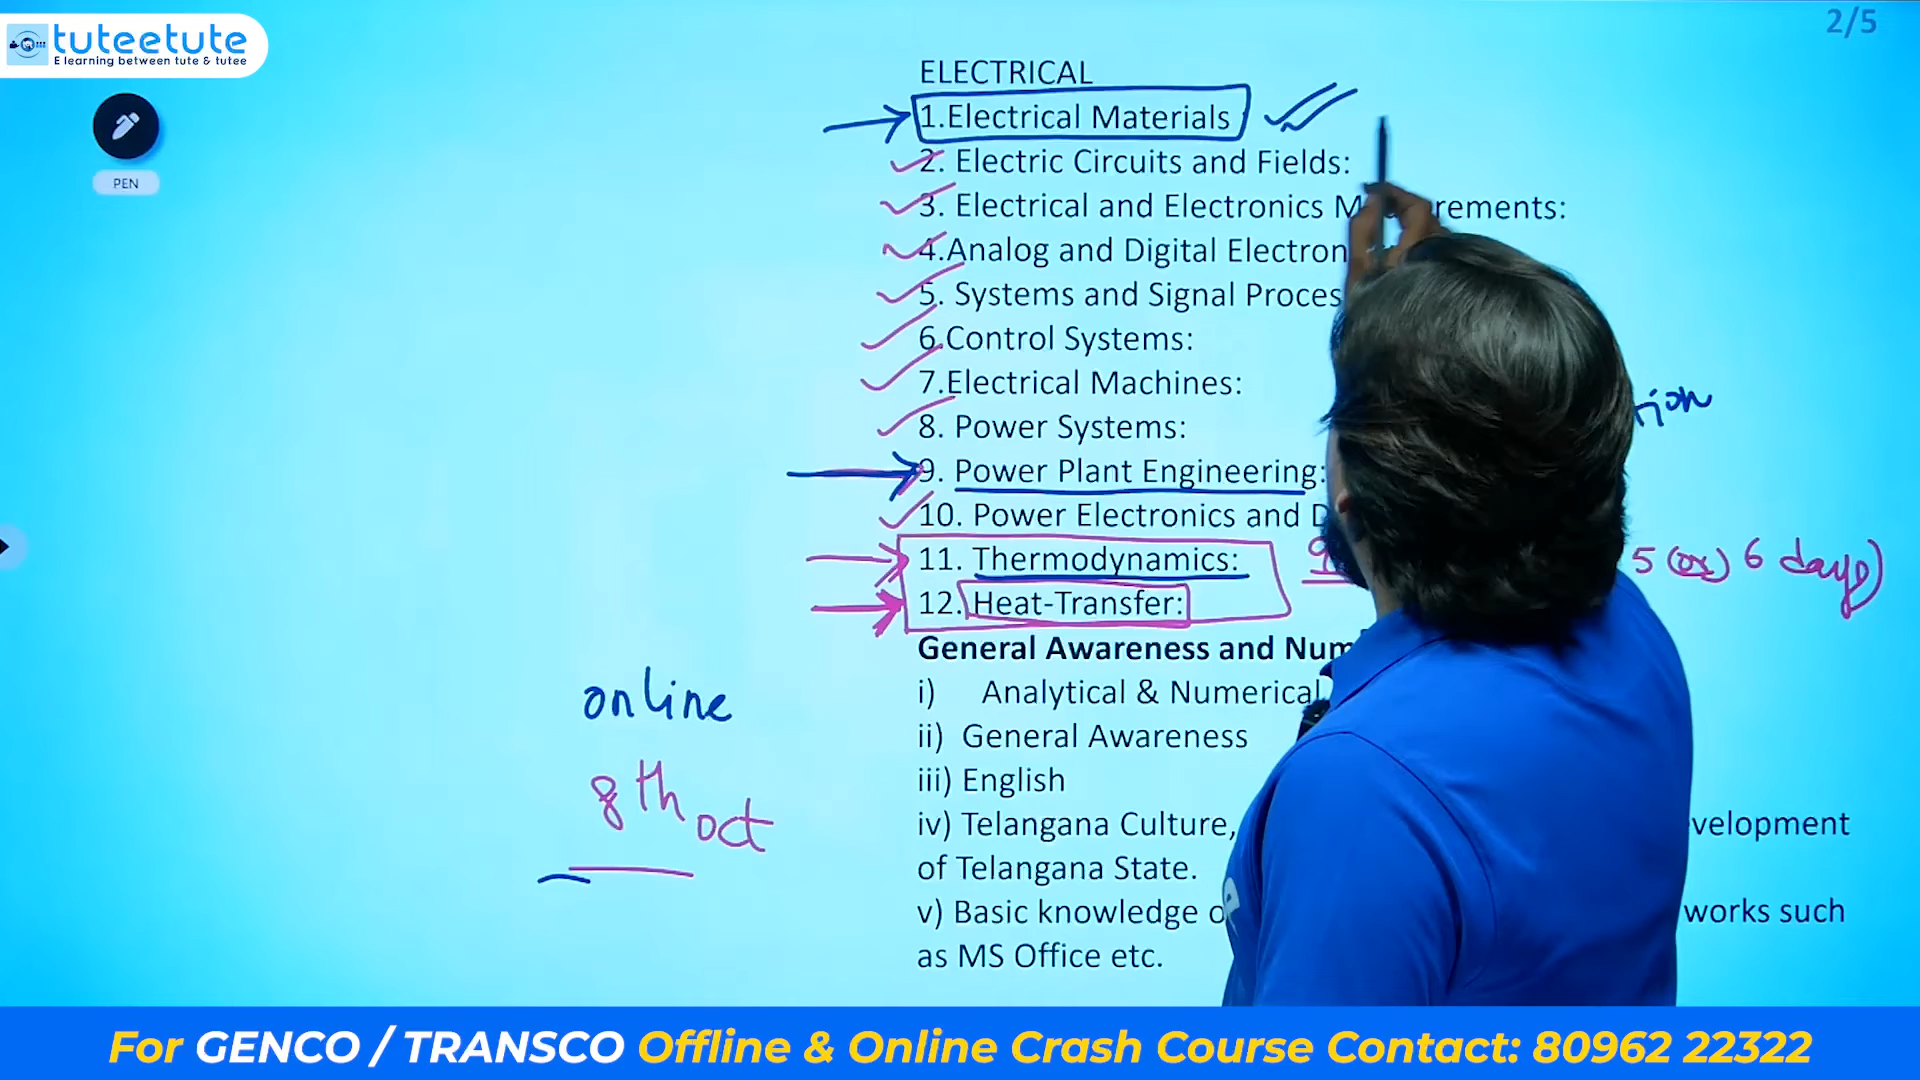 tuteetute
E learning between tute & tutee
PEN
2/5
ELECTRICAL
1.Electrical Materials
2. Electric Circuits and Fields:
3. Electrical and Electronics M rements:
4.Analog and Digital Electron
5. Systems and Signal Proces
6.Control Systems:
7.Electrical Machines:
8. Power Systems:
9. Power Plant Engineering:
10. Power Electronics and D
11. Thermodynamics: 5 (or) 6 days)
12. Heat-Transfer:
General Awareness and Num
i) Analytical & Numerical
ii) General Awareness
iii) English
iv) Telangana Culture, velopment
of Telangana State.
v) Basic knowledge o works such
as MS Office etc.
online
8th oct
For GENCO / TRANSCO Offline & Online Crash Course Contact: 80962 22322